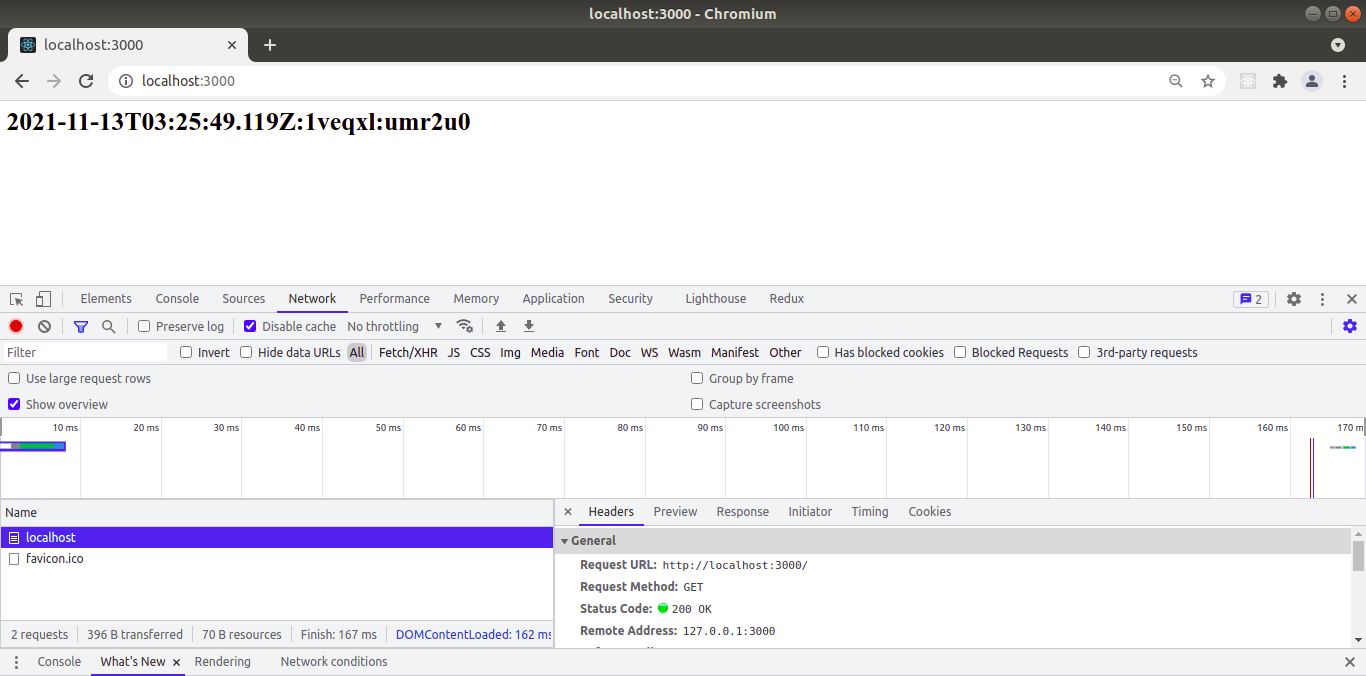 localhost:3000 - Chromium
localhost:3000
localhost:3000
2021-11-13T03:25:49.119Z:1veqxl:umr2u0
Elements Console Sources Network Performance Memory Application Security Lighthouse Redux 2
Preserve log Disable cache No throttling
Filter Invert Hide data URLs All Fetch/XHR JS CSS Img Media Font Doc WS Wasm Manifest Other Has blocked cookies Blocked Requests 3rd-party requests
Use large request rows Group by frame
Show overview Capture screenshots
10 ms 20 ms 30 ms 40 ms 50 ms 60 ms 70 ms 80 ms 90 ms 100 ms 110 ms 120 ms 130 ms 140 ms 150 ms 160 ms 170 m
Name Headers Preview Response Initiator Timing Cookies
localhost General
favicon.ico Request URL: http://localhost:3000/
Request Method: GET
Status Code: 200 OK
2 requests 396 B transferred 70 B resources Finish: 167 ms DOMContentLoaded: 162 ms Remote Address: 127.0.0.1:3000
Console What's New Rendering Network conditions